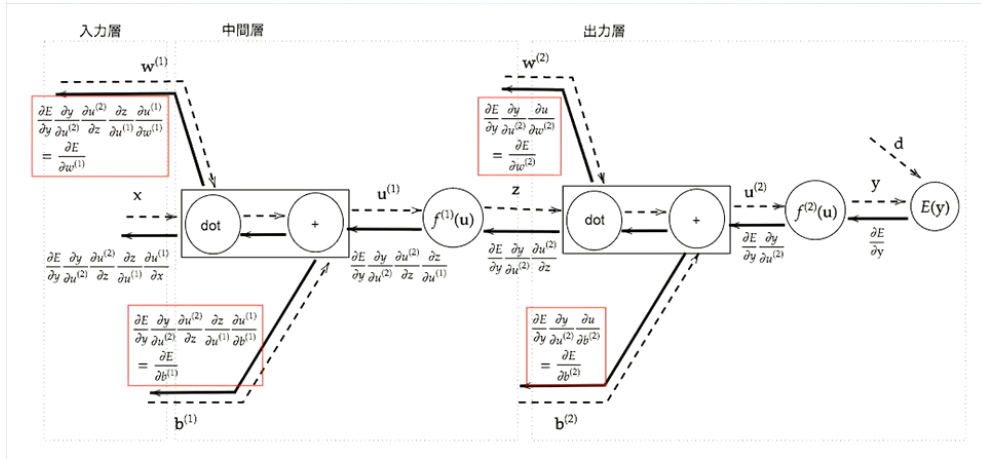 入力層
中間層
出力層
w⁽¹⁾
w⁽²⁾
∂E/∂y ∂y/∂u⁽²⁾ ∂u⁽²⁾/∂z ∂z/∂u⁽¹⁾ ∂u⁽¹⁾/∂w⁽¹⁾
= ∂E/∂w⁽¹⁾
∂E/∂y ∂y/∂u⁽²⁾ ∂u/∂w⁽²⁾
= ∂E/∂w⁽²⁾
d
x
dot
+
u⁽¹⁾
f⁽¹⁾(u)
z
dot
+
u⁽²⁾
f⁽²⁾(u)
y
E(y)
∂E/∂y ∂y/∂u⁽²⁾ ∂u⁽²⁾/∂z ∂z/∂u⁽¹⁾ ∂u⁽¹⁾/∂x
∂E/∂y ∂y/∂u⁽²⁾ ∂u⁽²⁾/∂z ∂z/∂u⁽¹⁾
∂E/∂y ∂y/∂u⁽²⁾ ∂u⁽²⁾/∂z
∂E/∂y ∂y/∂u⁽²⁾
∂E/∂y
∂E/∂y ∂y/∂u⁽²⁾ ∂u⁽²⁾/∂z ∂z/∂u⁽¹⁾ ∂u⁽¹⁾/∂b⁽¹⁾
= ∂E/∂b⁽¹⁾
∂E/∂y ∂y/∂u⁽²⁾ ∂u/∂b⁽²⁾
= ∂E/∂b⁽²⁾
b⁽¹⁾
b⁽²⁾